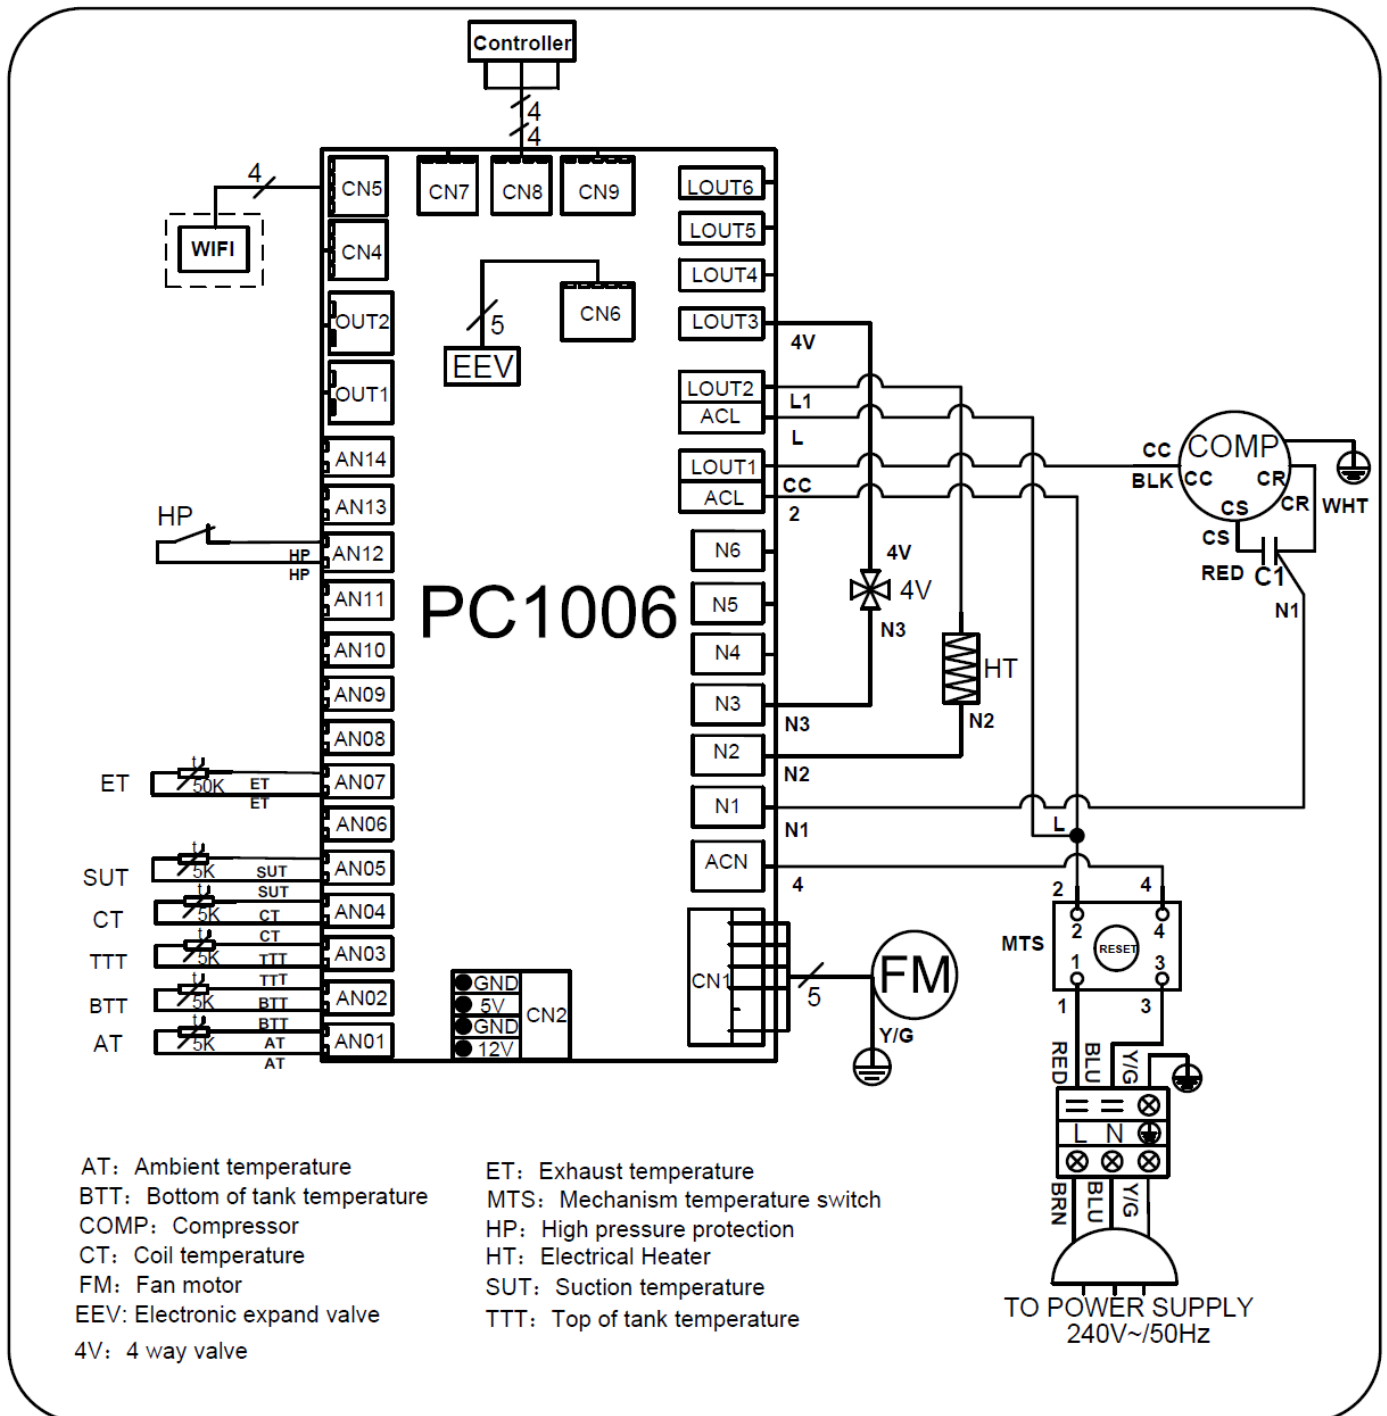 Controller
4
4
4
CN5
CN7
CN8
CN9
LOUT6
WIFI
CN4
LOUT5
LOUT4
OUT2
CN6
LOUT3
5
4V
EEV
OUT1
LOUT2
L1
ACL
L
AN14
LOUT1
CC
COMP
BLK
CC
CR
CC
ACL
2
CS
CR
WHT
AN13
HP
CS
AN12
HP
HP
N6
4V
RED
C1
AN11
PC1006
N5
4V
N1
N3
AN10
N4
HT
AN09
N3
N3
N2
AN08
N2
t
ET
50K
ET
ET
AN07
N2
AN06
N1
N1
L
t
SUT
5K
SUT
SUT
AN05
ACN
4
2
4
t
CT
5K
CT
CT
AN04
2
4
MTS
RESET
1
3
t
TTT
5K
TTT
TTT
AN03
CN1
5
FM
t
BTT
5K
BTT
BTT
AN02
GND
5V
GND
12V
CN2
1
3
t
AT
5K
AT
AT
AN01
Y/G
RED
BLU
Y/G
L N
BRN
BLU
Y/G
TO POWER SUPPLY
240V~/50Hz
AT: Ambient temperature
BTT: Bottom of tank temperature
COMP: Compressor
CT: Coil temperature
FM: Fan motor
EEV: Electronic expand valve
4V: 4 way valve
ET: Exhaust temperature
MTS: Mechanism temperature switch
HP: High pressure protection
HT: Electrical Heater
SUT: Suction temperature
TTT: Top of tank temperature